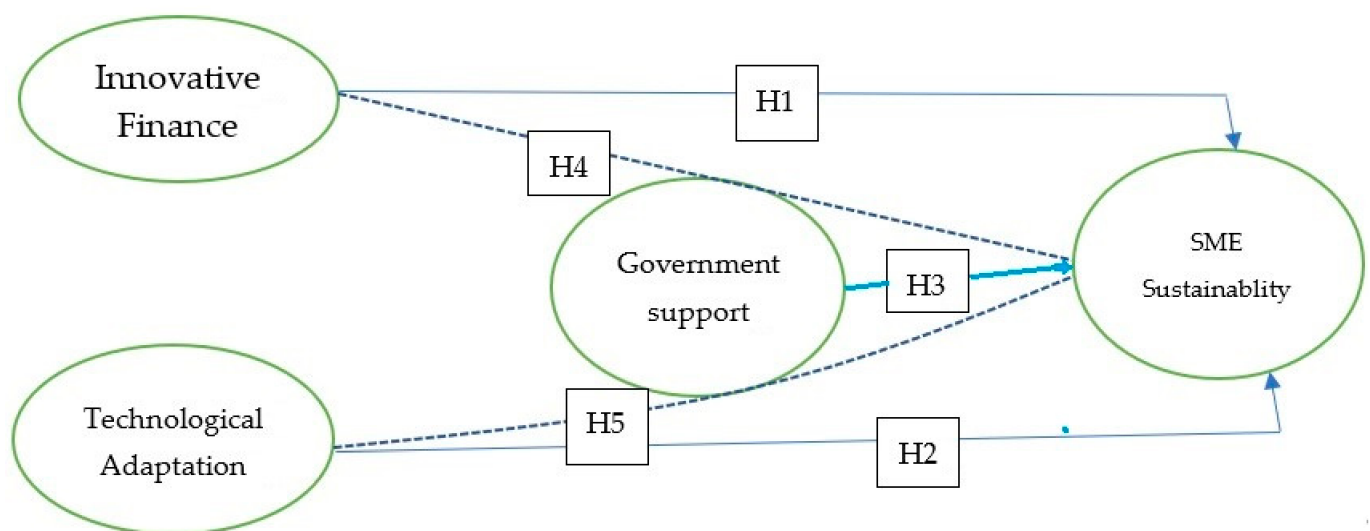 Innovative
Finance
H1
H4
Government
support
H3
SME
Sustainablity
Technological
Adaptation
H5
H2